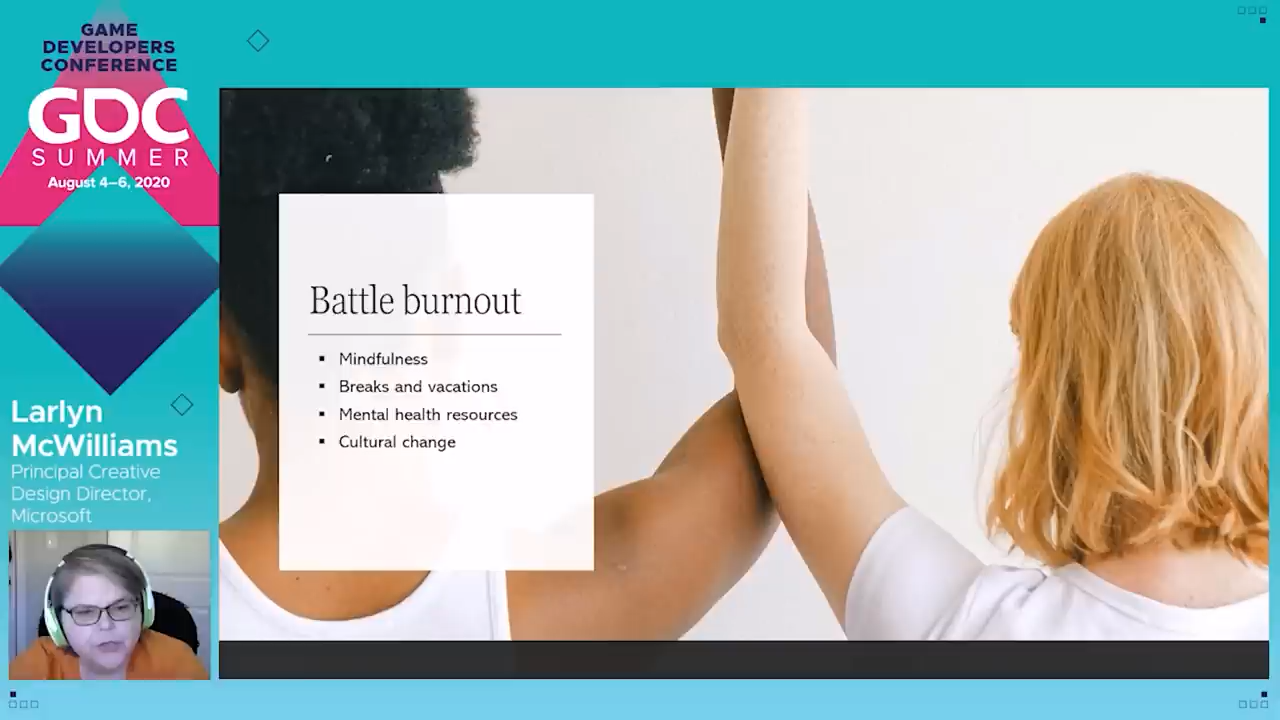 GAME
DEVELOPERS
CONFERENCE
GDC
SUMMER
August 4–6, 2020
Larlyn
McWilliams
Principal Creative
Design Director,
Microsoft
Battle burnout
▪ Mindfulness
▪ Breaks and vacations
▪ Mental health resources
▪ Cultural change